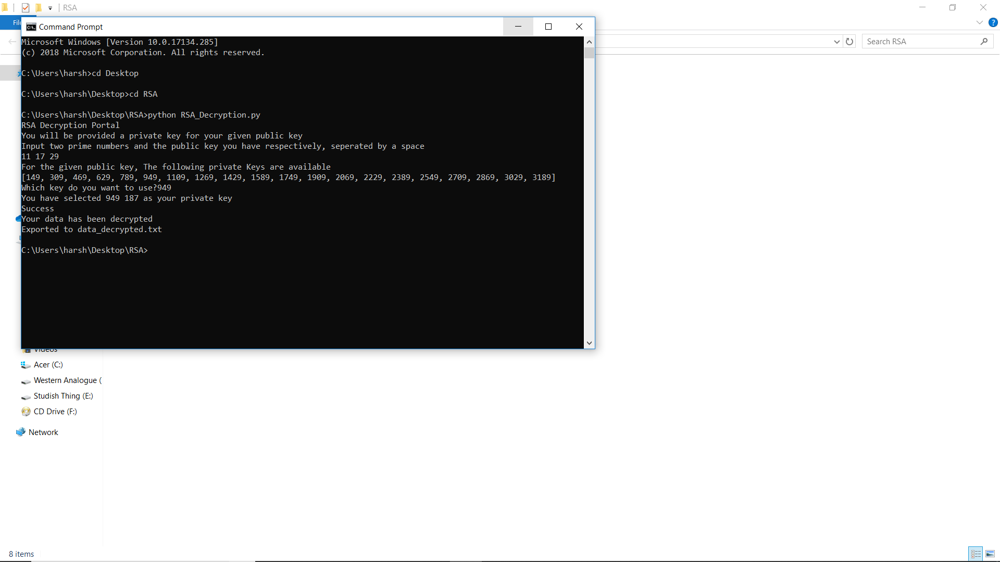 RSA
File
Command Prompt
Microsoft Windows [Version 10.0.17134.285]
(c) 2018 Microsoft Corporation. All rights reserved.
C:\Users\harsh>cd Desktop
C:\Users\harsh\Desktop>cd RSA
C:\Users\harsh\Desktop\RSA>python RSA_Decryption.py
RSA Decryption Portal
You will be provided a private key for your given public key
Input two prime numbers and the public key you have respectively, seperated by a space
11 17 29
For the given public key, The following private Keys are available
[149, 309, 469, 629, 789, 949, 1109, 1269, 1429, 1589, 1749, 1909, 2069, 2229, 2389, 2549, 2709, 2869, 3029, 3189]
Which key do you want to use?949
You have selected 949 187 as your private key
Success
Your data has been decrypted
Exported to data_decrypted.txt
C:\Users\harsh\Desktop\RSA>
Search RSA
Videos
Acer (C:)
Western Analogue (
Studish Thing (E:)
CD Drive (F:)
Network
8 items